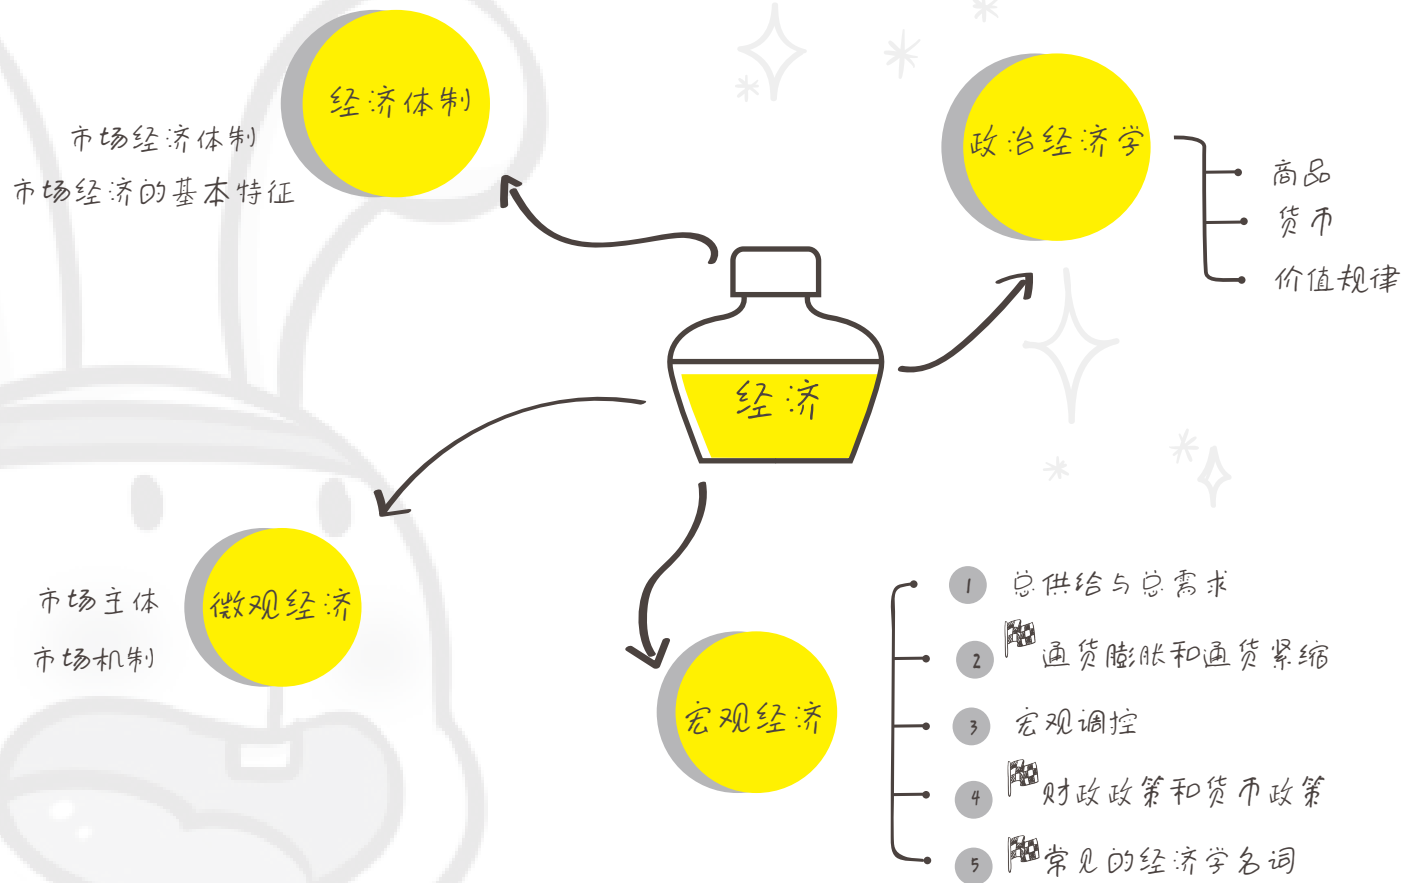 经济体制
市场经济体制
市场经济的基本特征
政治经济学
商品
货币
价值规律
经济
微观经济
市场主体
市场机制
宏观经济
1 总供给与总需求
2 通货膨胀和通货紧缩
3 宏观调控
4 财政政策和货币政策
5 常见的经济学名词